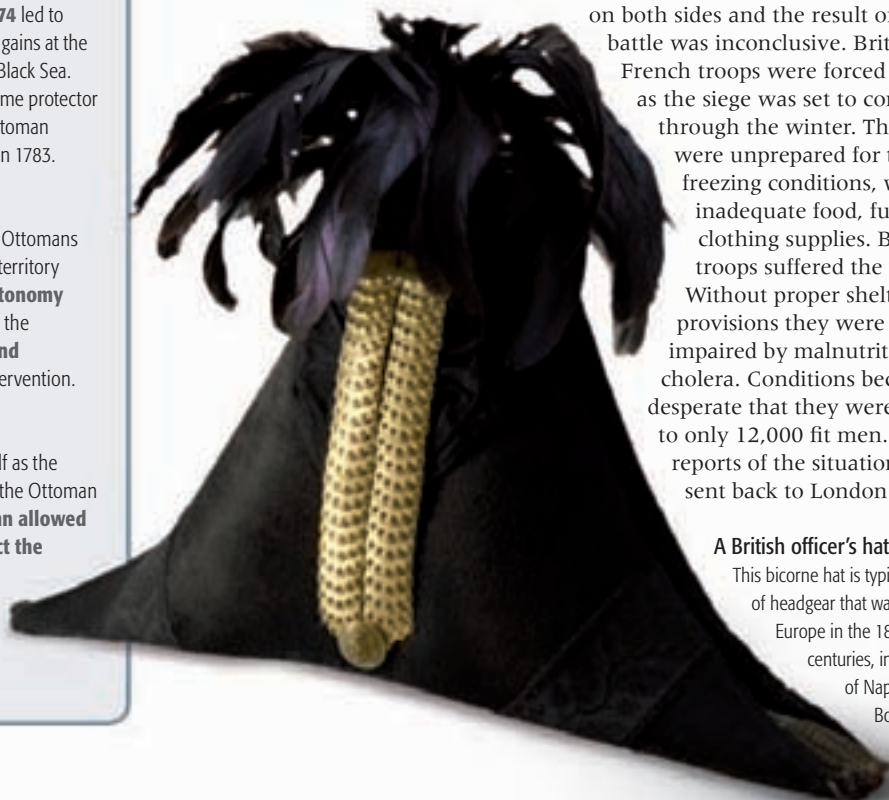 74 led to
gains at the
Black Sea.
me protector
toman
n 1783.
Ottomans
territory
tonomy
the
nd
ervention.
lf as the
the Ottoman
n allowed
ct the
on both sides and the result o
battle was inconclusive. Brit
French troops were forced
as the siege was set to co
through the winter. Th
were unprepared for
freezing conditions, w
inadequate food, fu
clothing supplies. B
troops suffered the
Without proper shel
provisions they were
impaired by malnutrit
cholera. Conditions bec
desperate that they were
to only 12,000 fit men.
reports of the situation
sent back to London
A British officer's hat
This bicorne hat is typi
of headgear that wa
Europe in the 18
centuries, in
of Nap
Bo